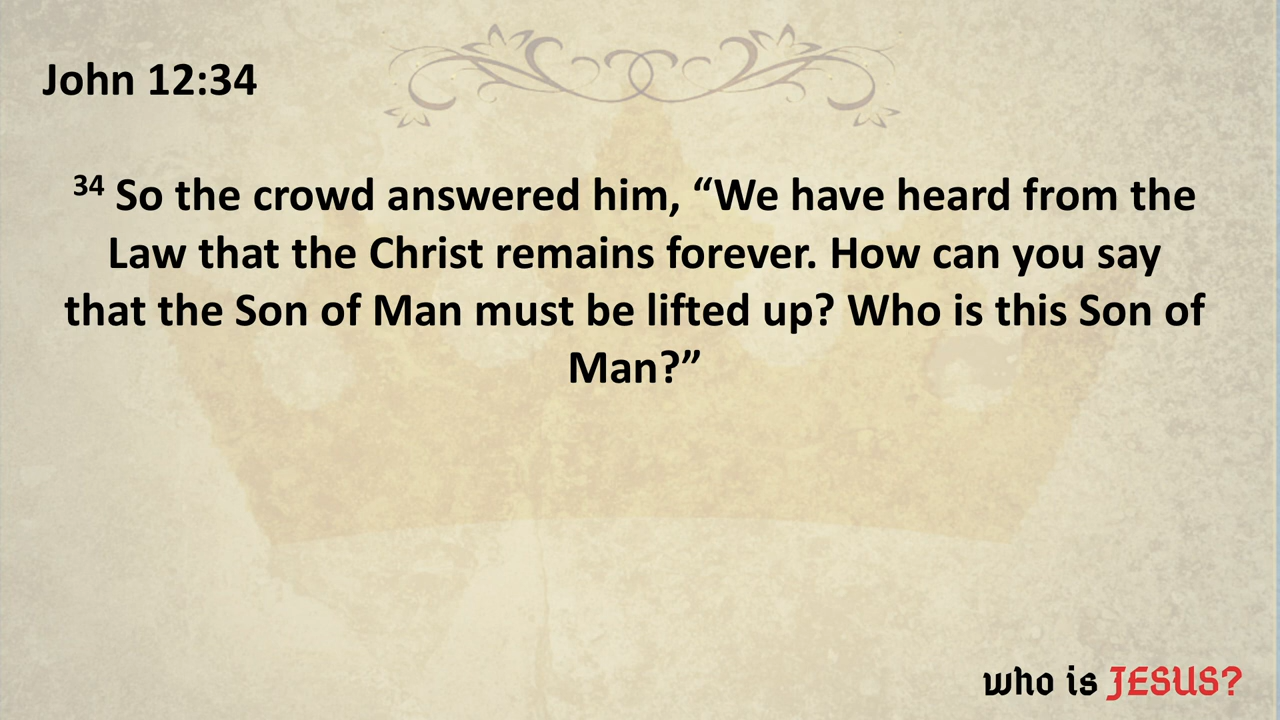 John 12:34
34 So the crowd answered him, “We have heard from the
Law that the Christ remains forever. How can you say
that the Son of Man must be lifted up? Who is this Son of
Man?”
who is JESUS?